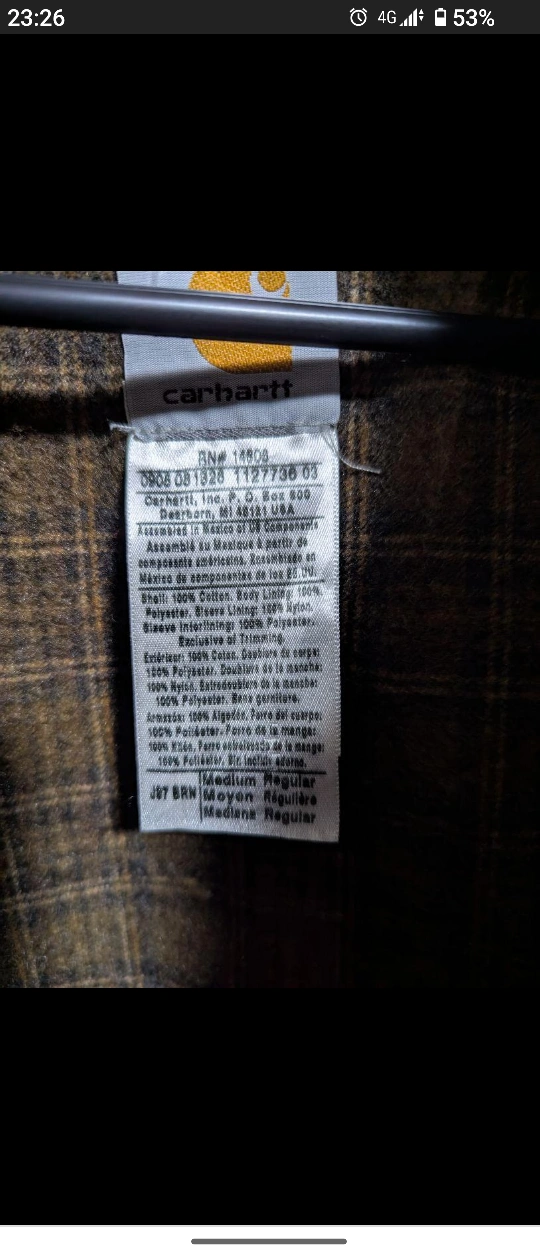 23:26
4G 53%
carhartt
RN# 14806
0906 081326 1127736 03
Carhartt, Inc. P. O. Box 600
Dearborn, MI 48121 USA
Assembled in Mexico of US Components
Assemblé au Mexique à partir de
composants américains. Ensamblado en
México de componentes de los EE.UU.
Shell: 100% Cotton. Body Lining: 100%
Polyester. Sleeve Lining: 100% Nylon.
Sleeve Interlining: 100% Polyester.
Exclusive of Trimming.
Extérieur: 100% Coton. Doublure du corps:
100% Polyester. Doublure de la manche:
100% Nylon. Entredoublure de la manche:
100% Polyester. Sans garniture.
Armazón: 100% Algodón. Forro del cuerpo:
100% Poliéster. Forro de la manga:
100% Nilón. Forro entrelazado de la manga:
100% Poliéster. Sin incluir adorno.
J97 BRN
Medium Regular
Moyen Régulière
Mediana Regular